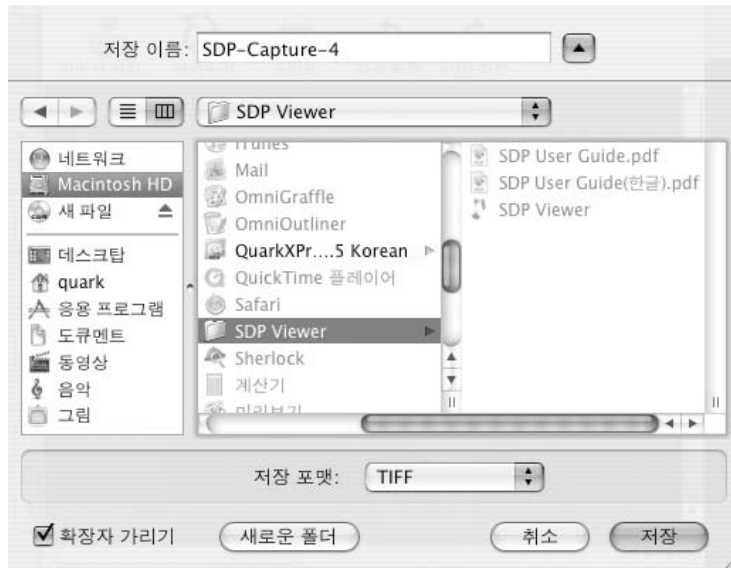 저장 이름: SDP-Capture-4
SDP Viewer
네트워크
Macintosh HD
새 파일
데스크탑
quark
응용 프로그램
도큐멘트
동영상
음악
그림
iTunes
Mail
OmniGraffle
OmniOutliner
QuarkXPr....5 Korean
QuickTime 플레이어
Safari
SDP Viewer
Sherlock
계산기
미리보기
SDP User Guide.pdf
SDP User Guide(한글).pdf
SDP Viewer
저장 포맷: TIFF
확장자 가리기
새로운 폴더
취소
저장